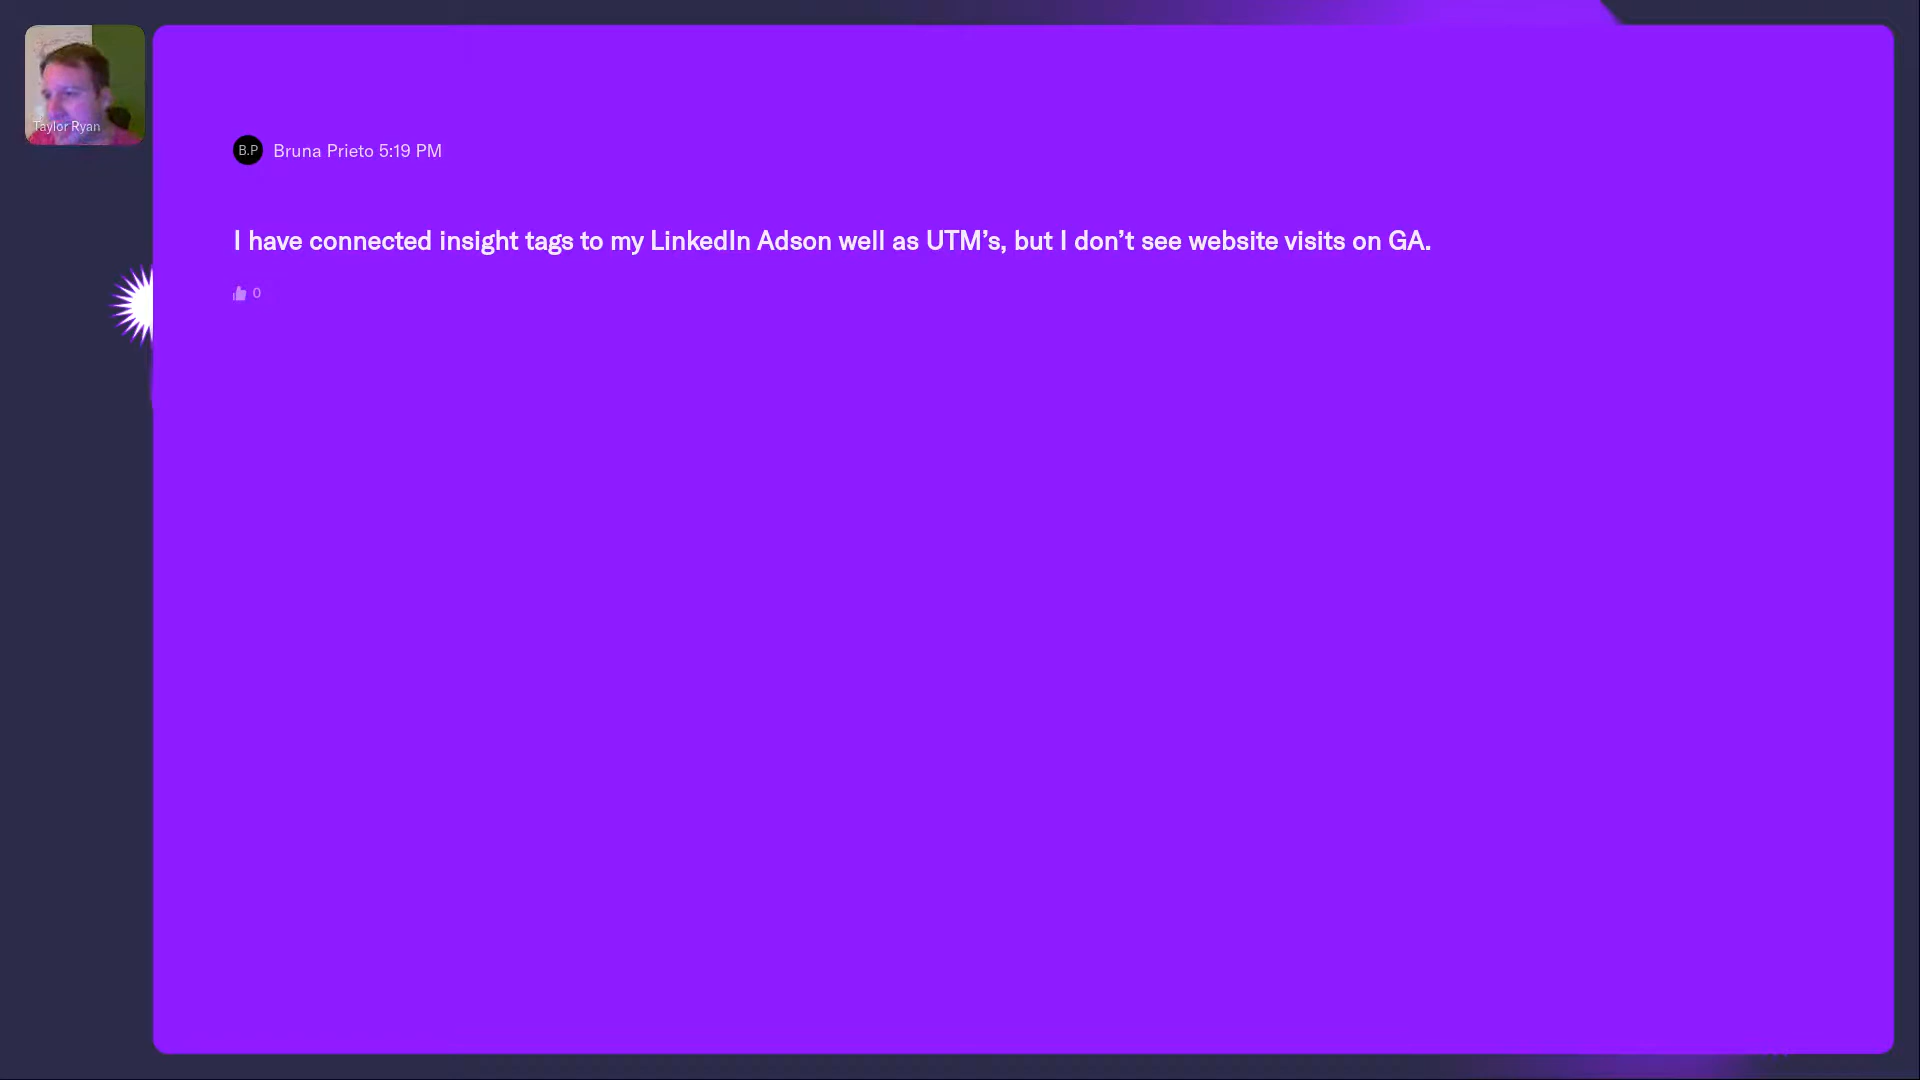 Taylor Ryan
B.P Bruna Prieto 5:19 PM
I have connected insight tags to my LinkedIn Adson well as UTM’s, but I don’t see website visits on GA.
0